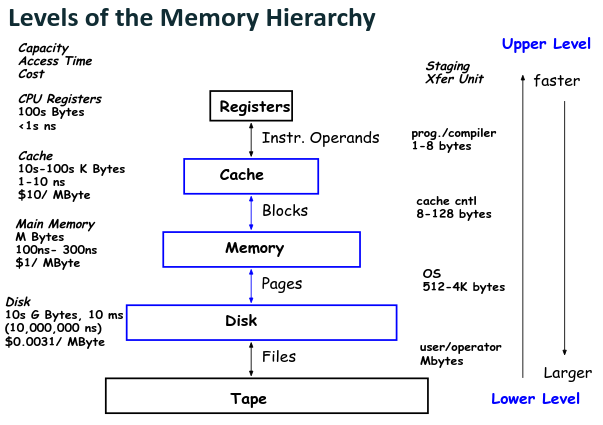 Levels of the Memory Hierarchy
Capacity
Access Time
Cost
CPU Registers
100s Bytes
<1s ns
Cache
10s-100s K Bytes
1-10 ns
$10/ MByte
Main Memory
M Bytes
100ns- 300ns
$1/ MByte
Disk
10s G Bytes, 10 ms
(10,000,000 ns)
$0.0031/ MByte
Registers
Instr. Operands
Cache
Blocks
Memory
Pages
Disk
Files
Tape
Staging
Xfer Unit
prog./compiler
1-8 bytes
cache cntl
8-128 bytes
OS
512-4K bytes
user/operator
Mbytes
Upper Level
faster
Larger
Lower Level